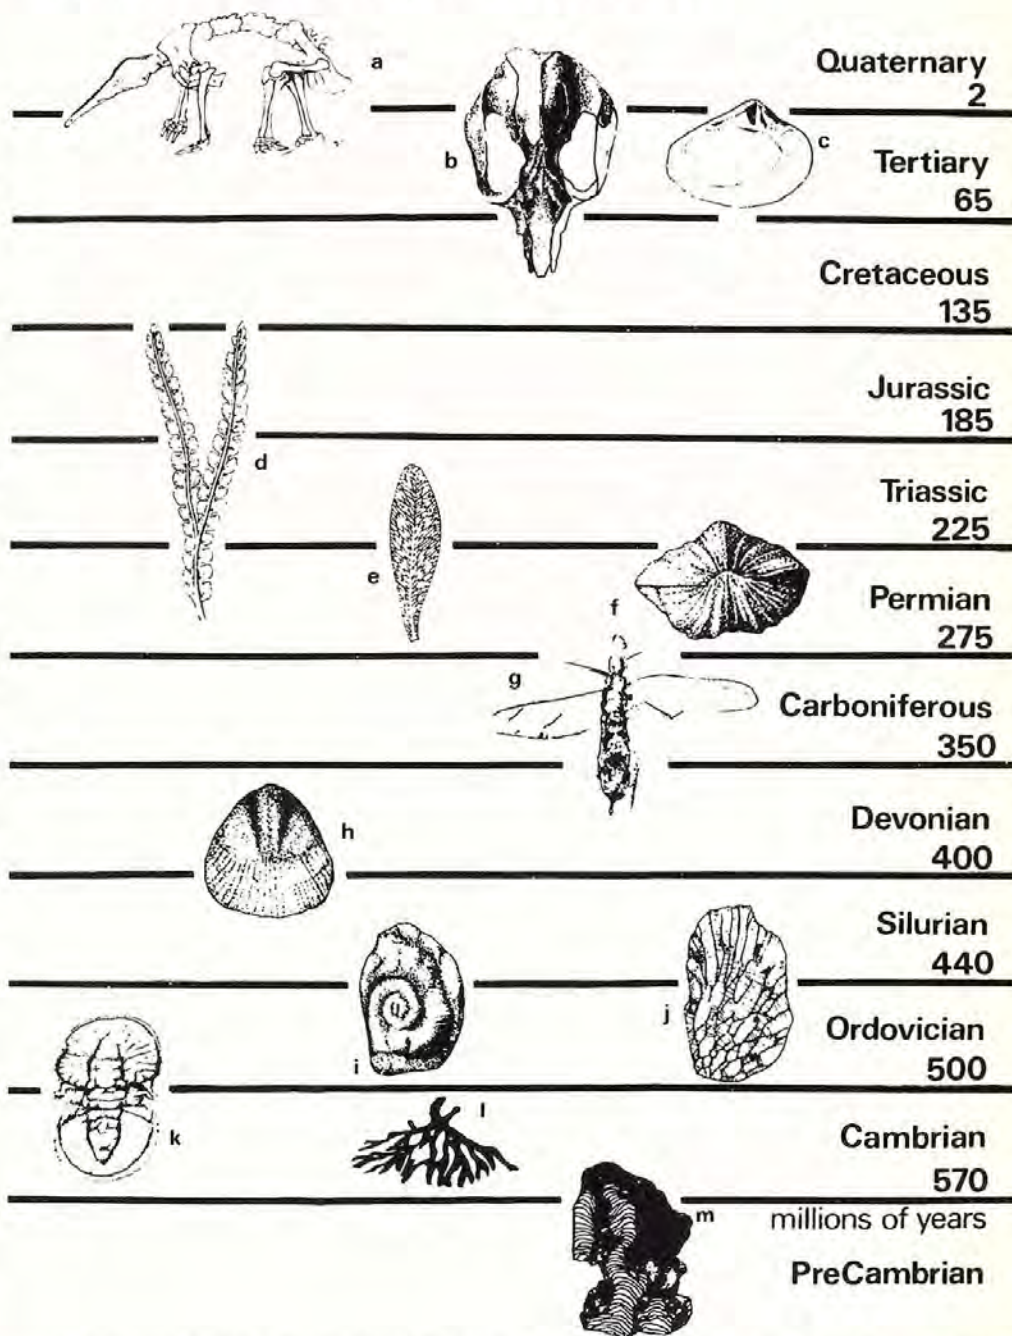 a
Quaternary
2
b
c
Tertiary
65
Cretaceous
135
Jurassic
185
d
Triassic
225
e
f
Permian
275
g
Carboniferous
350
h
Devonian
400
Silurian
440
i
j
Ordovician
500
k
l
Cambrian
570
m
millions of years
PreCambrian